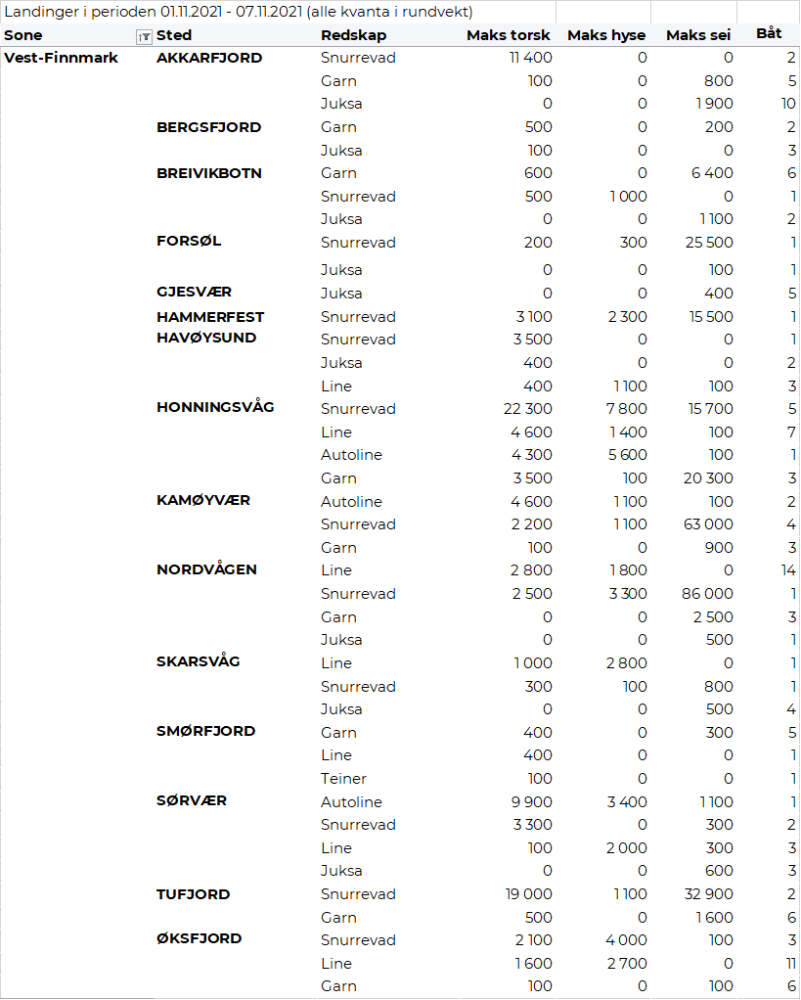 Landinger i perioden 01.11.2021 - 07.11.2021 (alle kvanta i rundvekt)
Sone Sted Redskap Maks torsk Maks hyse Maks sei Båt
Vest-Finnmark AKKARFJORD Snurrevad 11 400 0 0 2
Garn 100 0 800 5
Juksa 0 0 1 900 10
BERGSFJORD Garn 500 0 200 2
Juksa 100 0 0 3
BREIVIKBOTN Garn 600 0 6 400 6
Snurrevad 500 1 000 0 1
Juksa 0 0 1 100 2
FORSØL Snurrevad 200 300 25 500 1
Juksa 0 0 100 1
GJESVÆR Juksa 0 0 400 5
HAMMERFEST Snurrevad 3 100 2 300 15 500 1
HAVØYSUND Snurrevad 3 500 0 0 1
Juksa 400 0 0 2
Line 400 1 100 100 3
HONNINGSVÅG Snurrevad 22 300 7 800 15 700 5
Line 4 600 1 400 100 7
Autoline 4 300 5 600 100 1
Garn 3 500 100 20 300 3
KAMØYVÆR Autoline 4 600 1 100 100 2
Snurrevad 2 200 1 100 63 000 4
Garn 100 0 900 3
NORDVÅGEN Line 2 800 1 800 0 14
Snurrevad 2 500 3 300 86 000 1
Garn 0 0 2 500 3
Juksa 0 0 500 1
SKARSVÅG Line 1 000 2 800 0 1
Snurrevad 300 100 800 1
Juksa 0 0 500 4
SMØRFJORD Garn 400 0 300 5
Line 400 0 0 1
Teiner 100 0 0 1
SØRVÆR Autoline 9 900 3 400 1 100 1
Snurrevad 3 300 0 300 2
Line 100 2 000 300 3
Juksa 0 0 600 3
TUFJORD Snurrevad 19 000 1 100 32 900 2
Garn 500 0 1 600 6
ØKSFJORD Snurrevad 2 100 4 000 100 3
Line 1 600 2 700 0 11
Garn 100 0 100 6